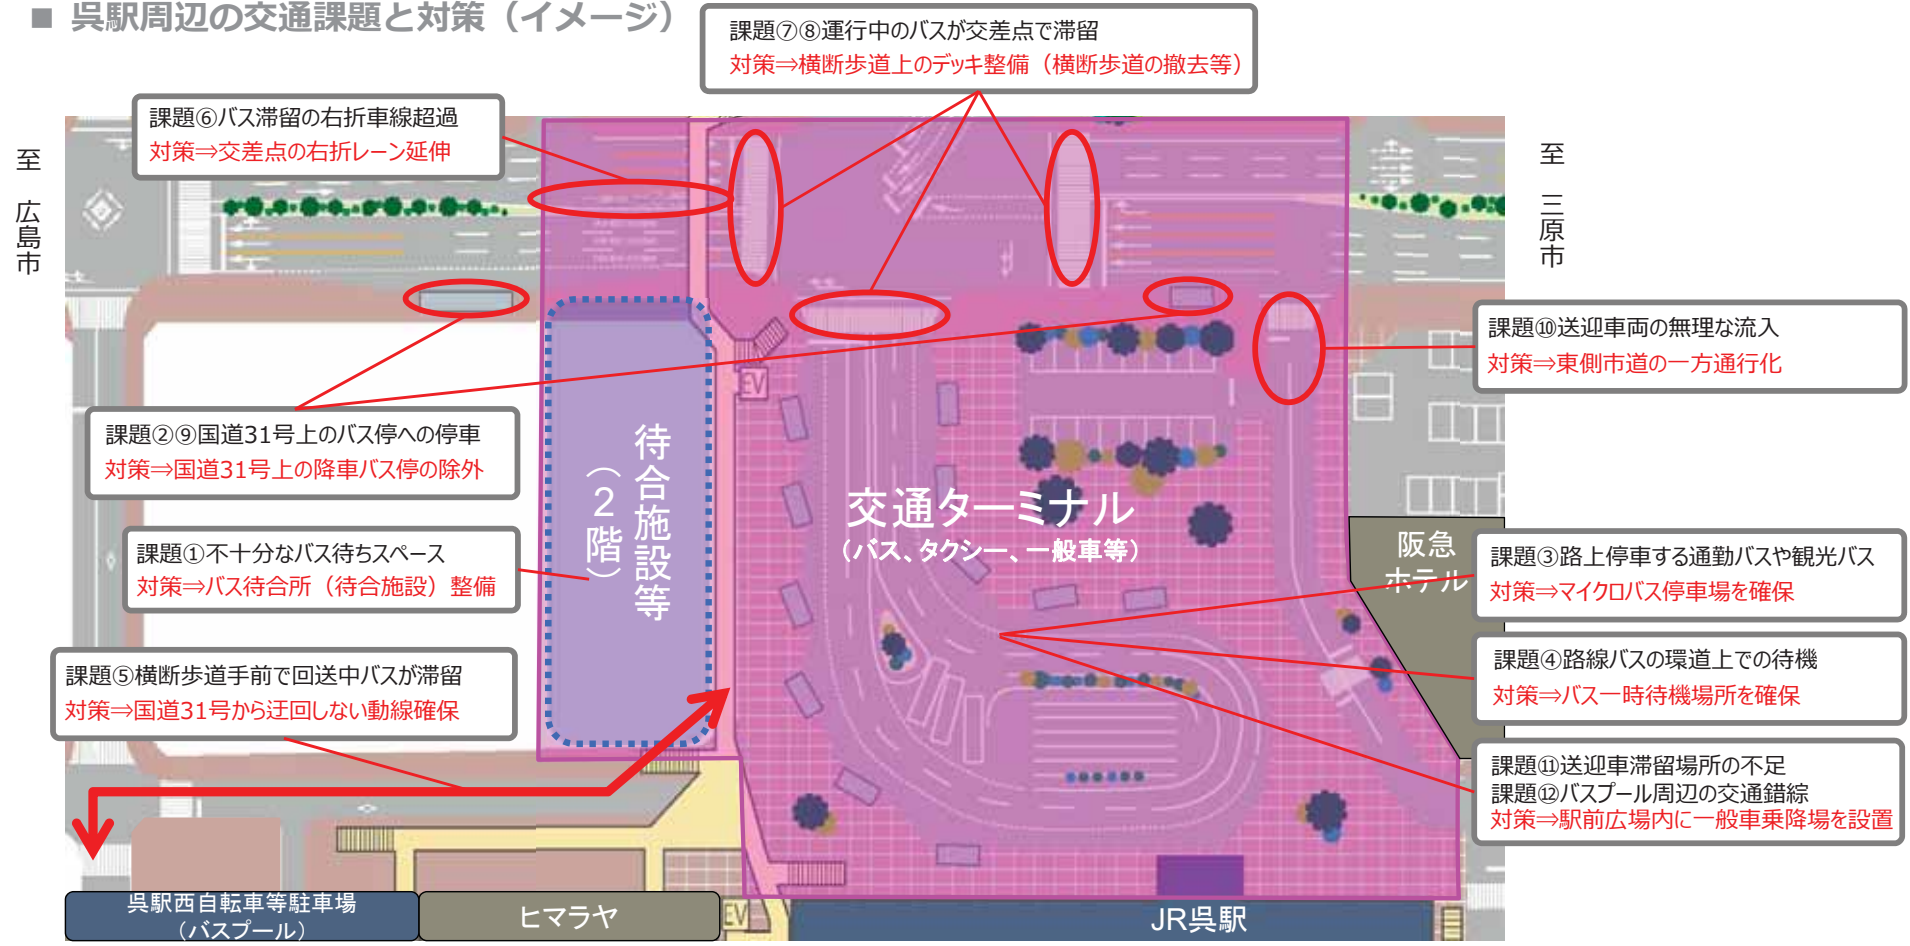 ■ 呉駅周辺の交通課題と対策（イメージ）
課題⑦⑧運行中のバスが交差点で滞留
対策⇒横断歩道上のデッキ整備（横断歩道の撤去等）
課題⑥バス滞留の右折車線超過
対策⇒交差点の右折レーン延伸
至 広島市
至 三原市
課題⑩送迎車両の無理な流入
対策⇒東側市道の一方通行化
課題②⑨国道31号上のバス停への停車
対策⇒国道31号上の降車バス停の除外
EV
待合施設等
（２階）
交通ターミナル
（バス、タクシー、一般車等）
阪急
ホテル
課題①不十分なバス待ちスペース
対策⇒バス待合所（待合施設）整備
課題③路上停車する通勤バスや観光バス
対策⇒マイクロバス停車場を確保
課題④路線バスの環道上での待機
対策⇒バス一時待機場所を確保
課題⑤横断歩道手前で回送中バスが滞留
対策⇒国道31号から迂回しない動線確保
課題⑪送迎車滞留場所の不足
課題⑫バスプール周辺の交通錯綜
対策⇒駅前広場内に一般車乗降場を設置
呉駅西自転車等駐車場
（バスプール）
ヒマラヤ
EV
JR呉駅